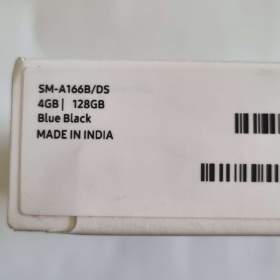 SM-A166B/DS
4GB | 128GB
Blue Black
MADE IN INDIA